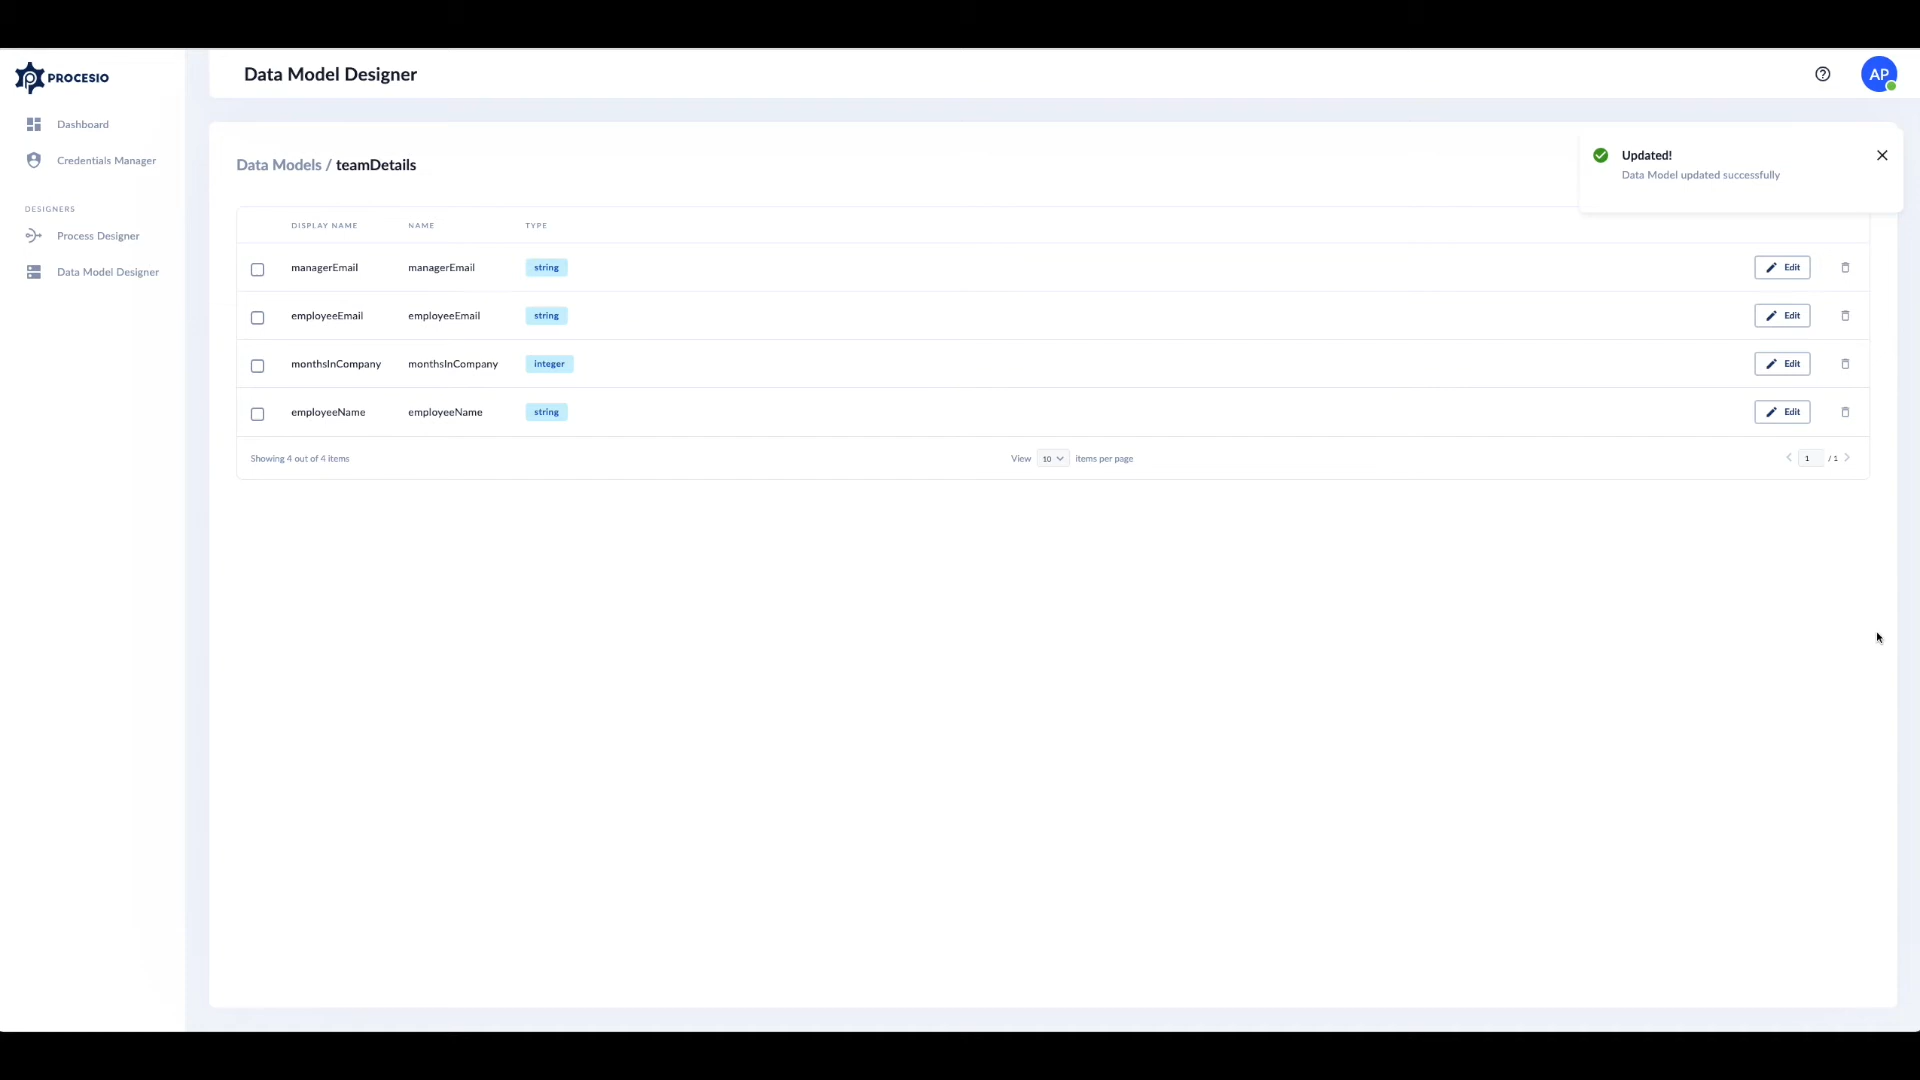 PROCESIO
Data Model Designer
AP
Dashboard
Credentials Manager
DESIGNERS
Process Designer
Data Model Designer
Data Models / teamDetails
Updated!
Data Model updated successfully
DISPLAY NAME NAME TYPE
managerEmail managerEmail string Edit
employeeEmail employeeEmail string Edit
monthsInCompany monthsInCompany integer Edit
employeeName employeeName string Edit
Showing 4 out of 4 items View 10 items per page 1 / 1